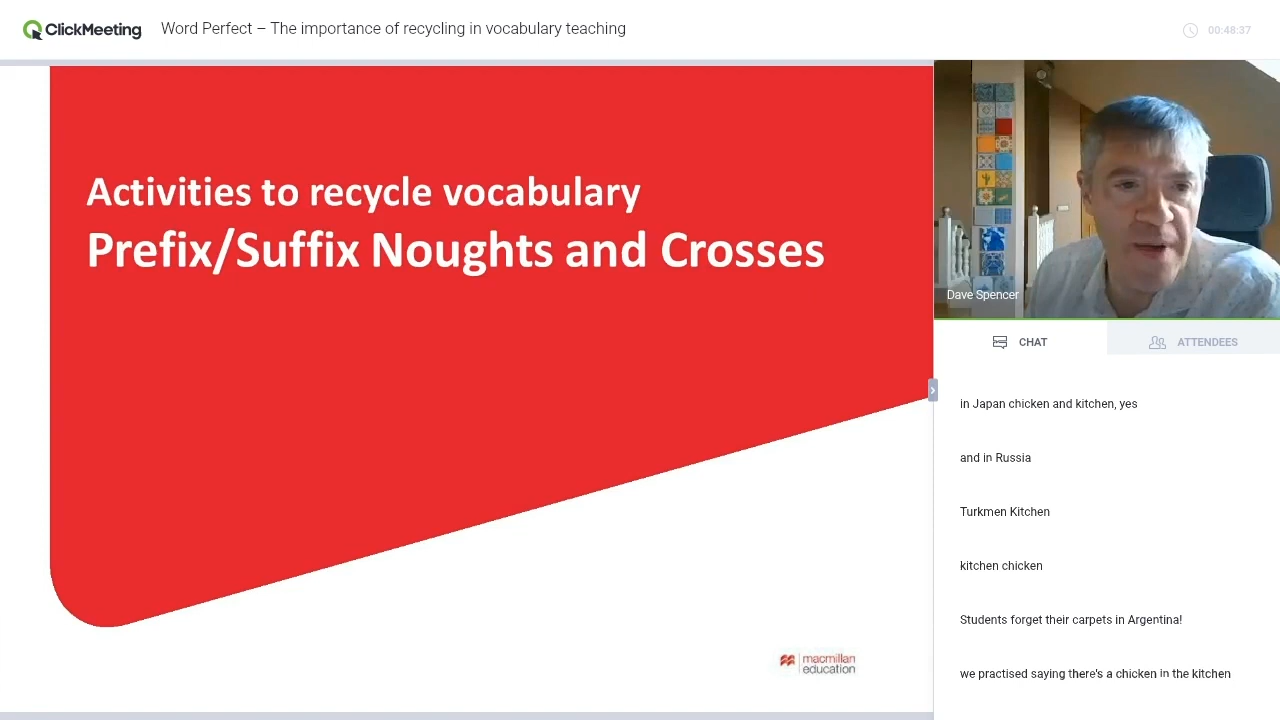 ClickMeeting
Word Perfect – The importance of recycling in vocabulary teaching
00:48:37
Activities to recycle vocabulary
Prefix/Suffix Noughts and Crosses
Dave Spencer
CHAT
ATTENDEES
in Japan chicken and kitchen, yes
and in Russia
Turkmen Kitchen
kitchen chicken
Students forget their carpets in Argentina!
we practised saying there's a chicken in the kitchen
macmillan
education